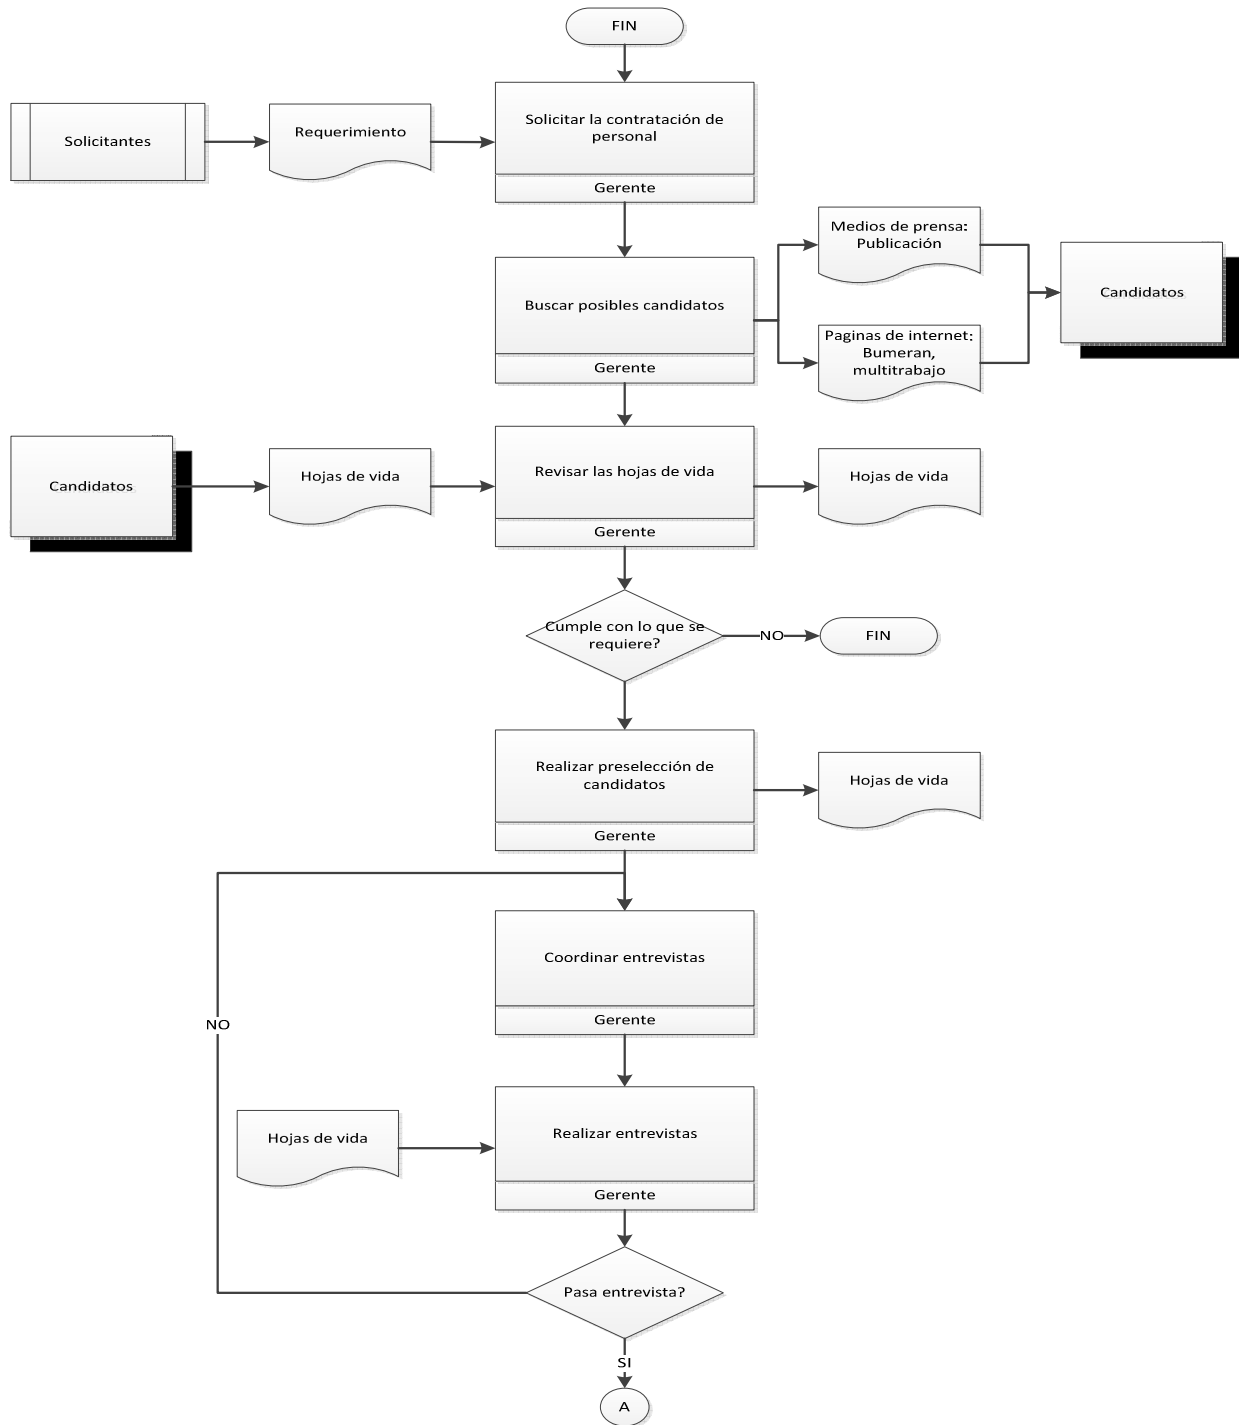 FIN
Solicitantes
Requerimiento
Solicitar la contratación de
personal
Gerente
Buscar posibles candidatos
Gerente
Medios de prensa:
Publicación
Paginas de internet:
Bumeran,
multitrabajo
Candidatos
Candidatos
Hojas de vida
Revisar las hojas de vida
Gerente
Hojas de vida
Cumple con lo que se
requiere?
NO
FIN
Realizar preselección de
candidatos
Gerente
Hojas de vida
Coordinar entrevistas
Gerente
NO
Hojas de vida
Realizar entrevistas
Gerente
Pasa entrevista?
SI
A